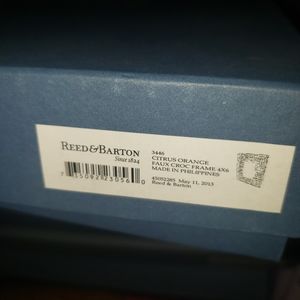 REED & BARTON
Since 1824
3446
CITRUS ORANGE
FAUX CROC FRAME 4X6
MADE IN PHILIPPINES
45052285 May 11, 2013
Reed & Barton